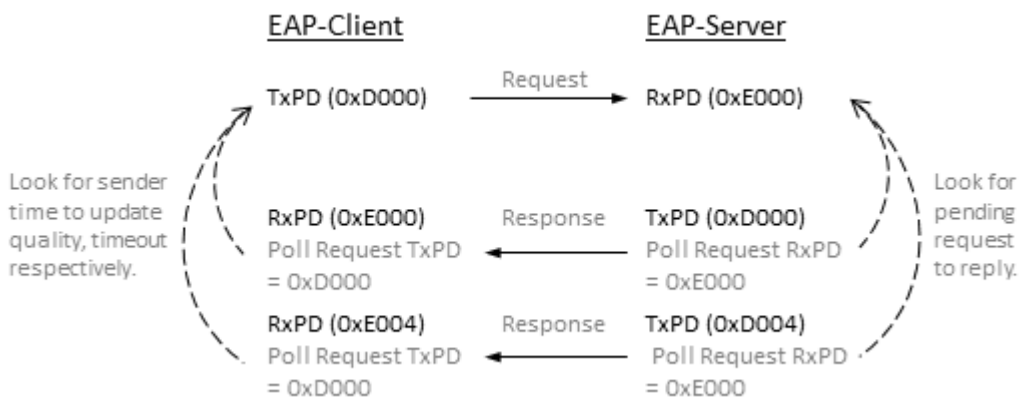 EAP-Client
EAP-Server
Request
TxPD (0xD000)
RxPD (0xE000)
Look for sender
time to update
quality, timeout
respectively.
RxPD (0xE000)
Poll Request TxPD
= 0xD000
Response
TxPD (0xD000)
Poll Request RxPD
= 0xE000
Look for
pending
request
to reply.
RxPD (0xE004)
Poll Request TxPD
= 0xD000
Response
TxPD (0xD004)
Poll Request RxPD
= 0xE000